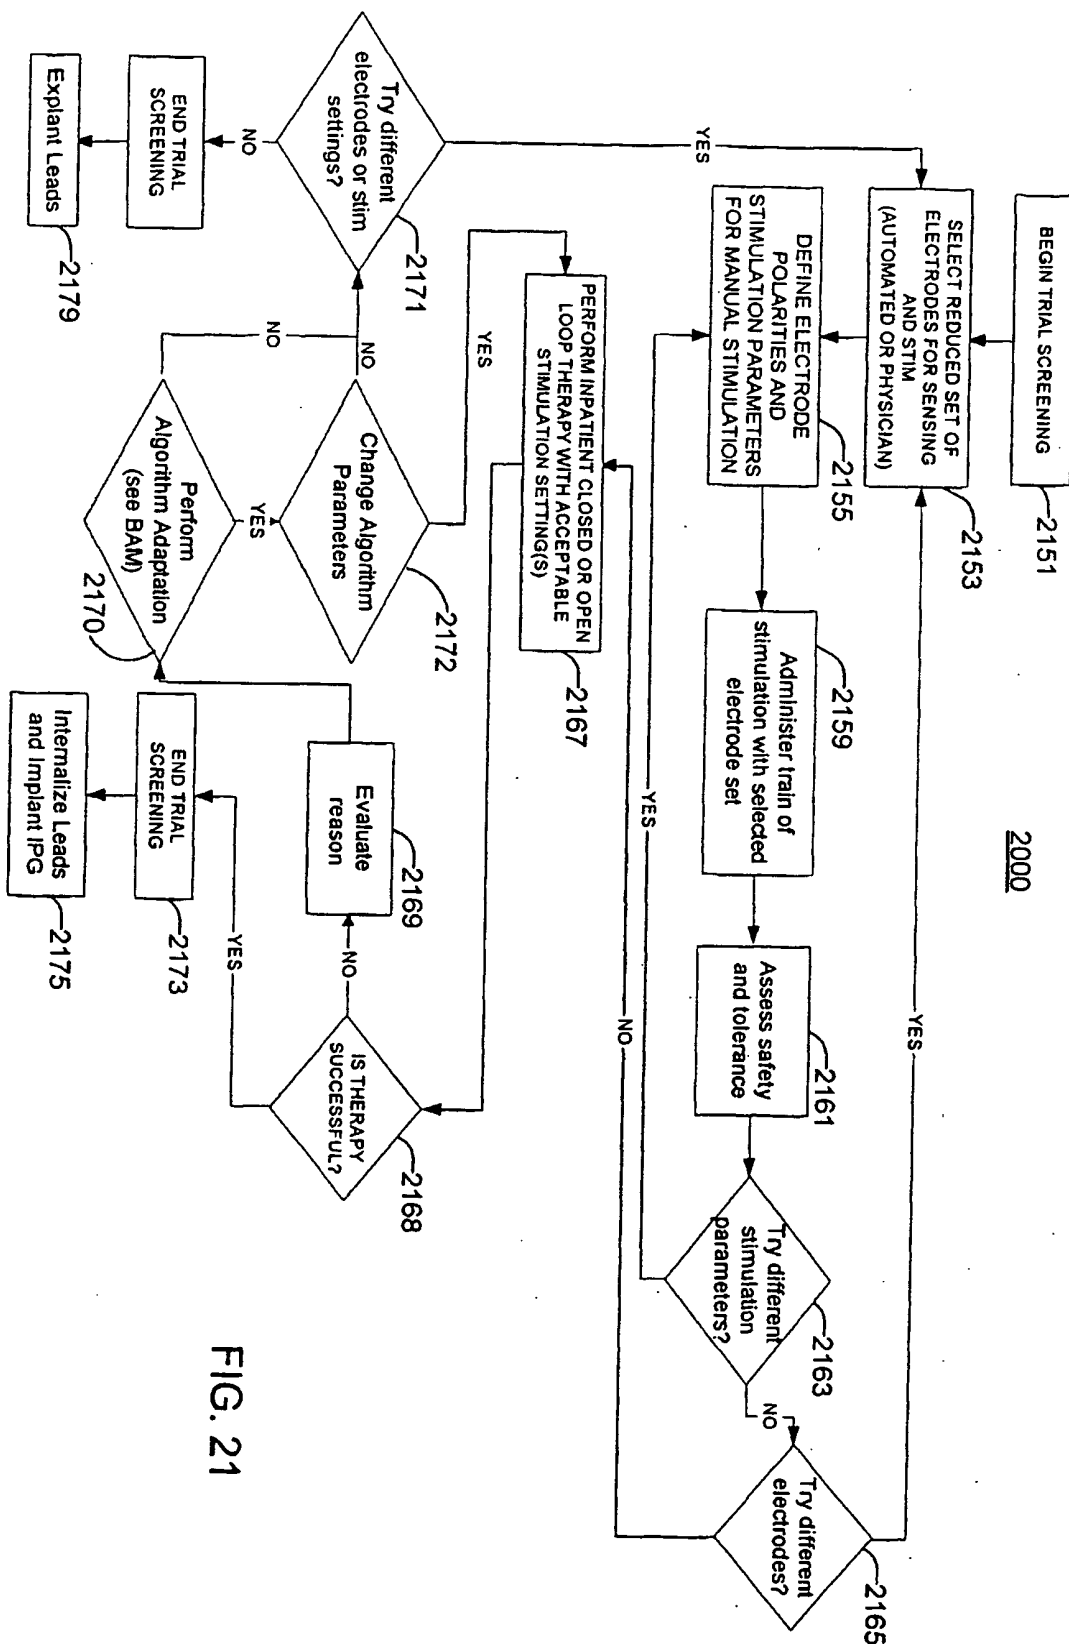 2000
BEGIN TRIAL SCREENING
2151
SELECT REDUCED SET OF
ELECTRODES FOR SENSING
AND STIM
(AUTOMATED OR PHYSICIAN)
2153
DEFINE ELECTRODE
POLARITIES AND
STIMULATION PARAMETERS
FOR MANUAL STIMULATION
2155
Administer train of
stimulation with selected
electrode set
2159
Assess safety
and tolerance
2161
Try different
stimulation
parameters?
2163
NO
YES
Try different
electrodes?
2165
YES
NO
PERFORM INPATIENT CLOSED OR OPEN
LOOP THERAPY WITH ACCEPTABLE
STIMULATION SETTING(S)
2167
IS THERAPY
SUCCESSFUL?
2168
NO
YES
Evaluate
reason
2169
END TRIAL
SCREENING
2173
Internalize Leads
and Implant IPG
2175
Perform
Algorithm Adaptation
(see BAM)
2170
YES
NO
Change Algorithm
Parameters
2172
YES
NO
Try different
electrodes or stim
settings?
2171
YES
NO
END TRIAL
SCREENING
Explant Leads
2179
FIG. 21